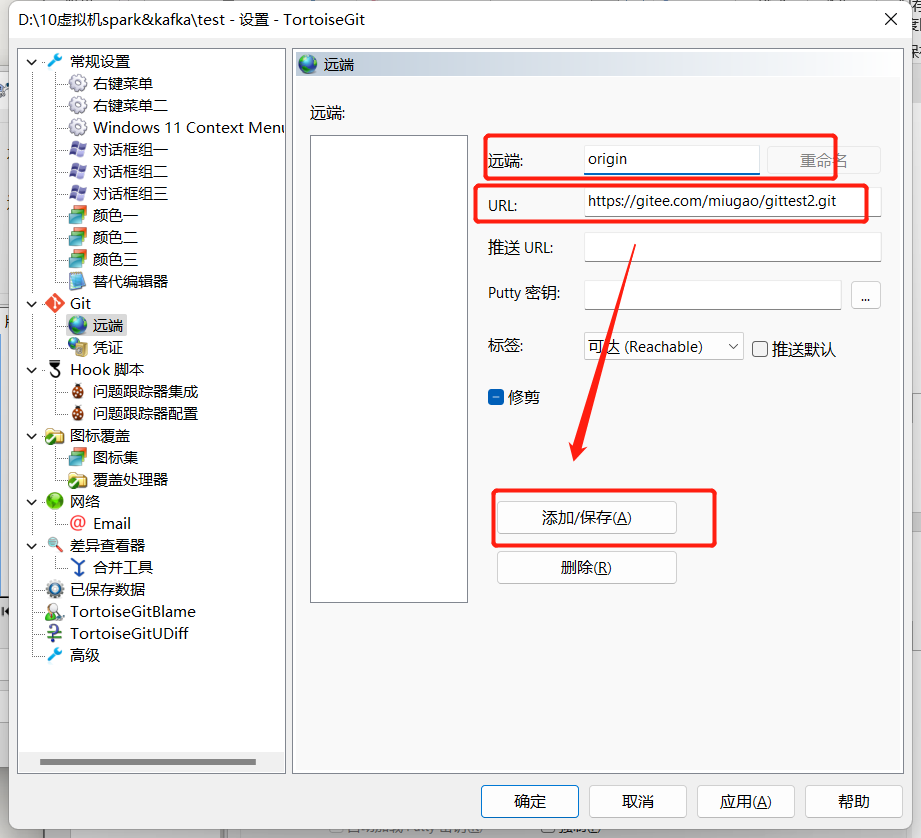 D:\10虚拟机spark&kafka\test - 设置 - TortoiseGit
常规设置
右键菜单
右键菜单二
Windows 11 Context Menu
对话框组一
对话框组二
对话框组三
颜色一
颜色二
颜色三
替代编辑器
Git
远端
凭证
Hook 脚本
问题跟踪器集成
问题跟踪器配置
图标覆盖
图标集
覆盖处理器
网络
Email
差异查看器
合并工具
已保存数据
TortoiseGitBlame
TortoiseGitUDiff
高级
远端
远端:
远端: origin 重命名
URL: https://gitee.com/miugao/gittest2.git
推送 URL:
Putty 密钥: ...
标签: 可达 (Reachable) 推送默认
修剪
添加/保存(A)
删除(R)
确定 取消 应用(A) 帮助